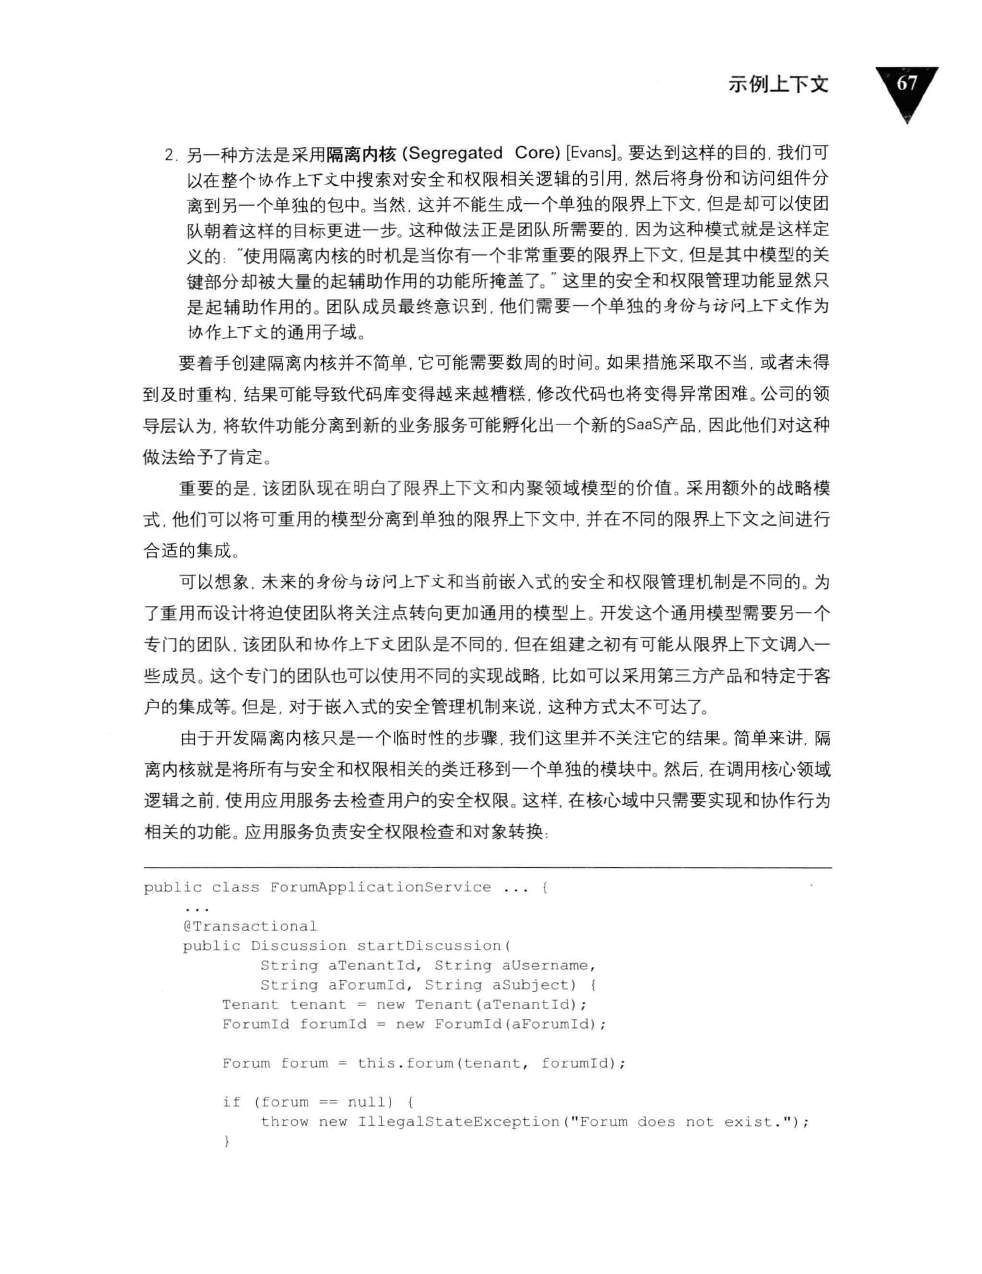 示例上下文
67
2. 另一种方法是采用隔离内核 (Segregated Core) [Evans]。要达到这样的目的, 我们可
以在整个协作上下文中搜索对安全和权限相关逻辑的引用, 然后将身份和访问组件分
离到另一个单独的包中。当然, 这并不能生成一个单独的限界上下文, 但是却可以使团
队朝着这样的目标更进一步。这种做法正是团队所需要的, 因为这种模式就是这样定
义的: “使用隔离内核的时机是当你有一个非常重要的限界上下文, 但是其中模型的关
键部分却被大量的起辅助作用的功能所掩盖了。” 这里的安全和权限管理功能显然只
是起辅助作用的。团队成员最终意识到, 他们需要一个单独的身份与访问上下文作为
协作上下文的通用子域。
要着手创建隔离内核并不简单, 它可能需要数周的时间。如果措施采取不当, 或者未得
到及时重构, 结果可能导致代码库变得越来越糟糕, 修改代码也将变得异常困难。公司的领
导层认为, 将软件功能分离到新的业务服务可能孵化出一个新的SaaS产品, 因此他们对这种
做法给予了肯定。
重要的是, 该团队现在明白了限界上下文和内聚领域模型的价值。采用额外的战略模
式, 他们可以将可重用的模型分离到单独的限界上下文中, 并在不同的限界上下文之间进行
合适的集成。
可以想象, 未来的身份与访问上下文和当前嵌入式的安全和权限管理机制是不同的。为
了重用而设计将迫使团队将关注点转向更加通用的模型上。开发这个通用模型需要另一个
专门的团队, 该团队和协作上下文团队是不同的, 但在组建之初有可能从限界上下文调入一
些成员。这个专门的团队也可以使用不同的实现战略, 比如可以采用第三方产品和特定于客
户的集成等。但是, 对于嵌入式的安全管理机制来说, 这种方式太不可达了。
由于开发隔离内核只是一个临时性的步骤, 我们这里并不关注它的结果。简单来讲, 隔
离内核就是将所有与安全和权限相关的类迁移到一个单独的模块中。然后, 在调用核心领域
逻辑之前, 使用应用服务去检查用户的安全权限。这样, 在核心域中只需要实现和协作行为
相关的功能。应用服务负责安全权限检查和对象转换:
public class ForumApplicationService ... {
    ...
    @Transactional
    public Discussion startDiscussion(
            String aTenantId, String aUsername,
            String aForumId, String aSubject) {
        Tenant tenant = new Tenant(aTenantId);
        ForumId forumId = new ForumId(aForumId);
        Forum forum = this.forum(tenant, forumId);
        if (forum == null) {
            throw new IllegalStateException("Forum does not exist.");
        }